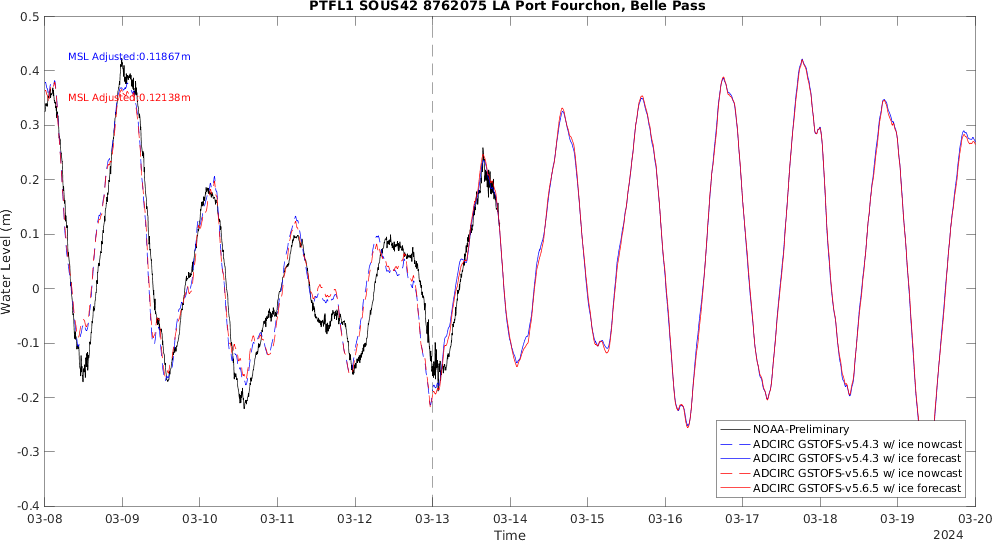 PTFL1 SOUS42 8762075 LA Port Fourchon, Belle Pass
0.5
0.4
0.3
0.2
0.1
0
-0.1
-0.2
-0.3
-0.4
Water Level (m)
MSL Adjusted:0.11867m
MSL Adjusted:0.12138m
NOAA-Preliminary
ADCIRC GSTOFS-v5.4.3 w/ ice nowcast
ADCIRC GSTOFS-v5.4.3 w/ ice forecast
ADCIRC GSTOFS-v5.6.5 w/ ice nowcast
ADCIRC GSTOFS-v5.6.5 w/ ice forecast
03-08 03-09 03-10 03-11 03-12 03-13 03-14 03-15 03-16 03-17 03-18 03-19 03-20
Time
2024